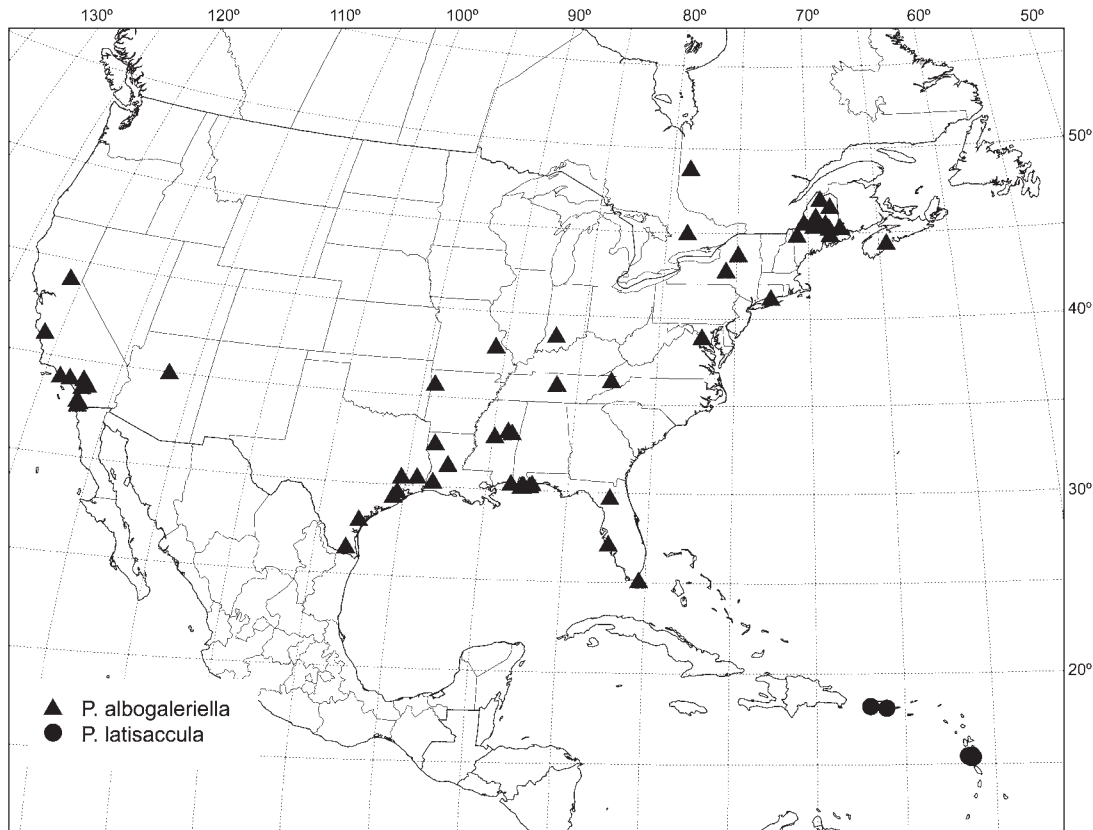 130º 120º 110º 100º 90º 80º 70º 60º 50º
50º
40º
30º
20º
P. albogaleriella
P. latisaccula